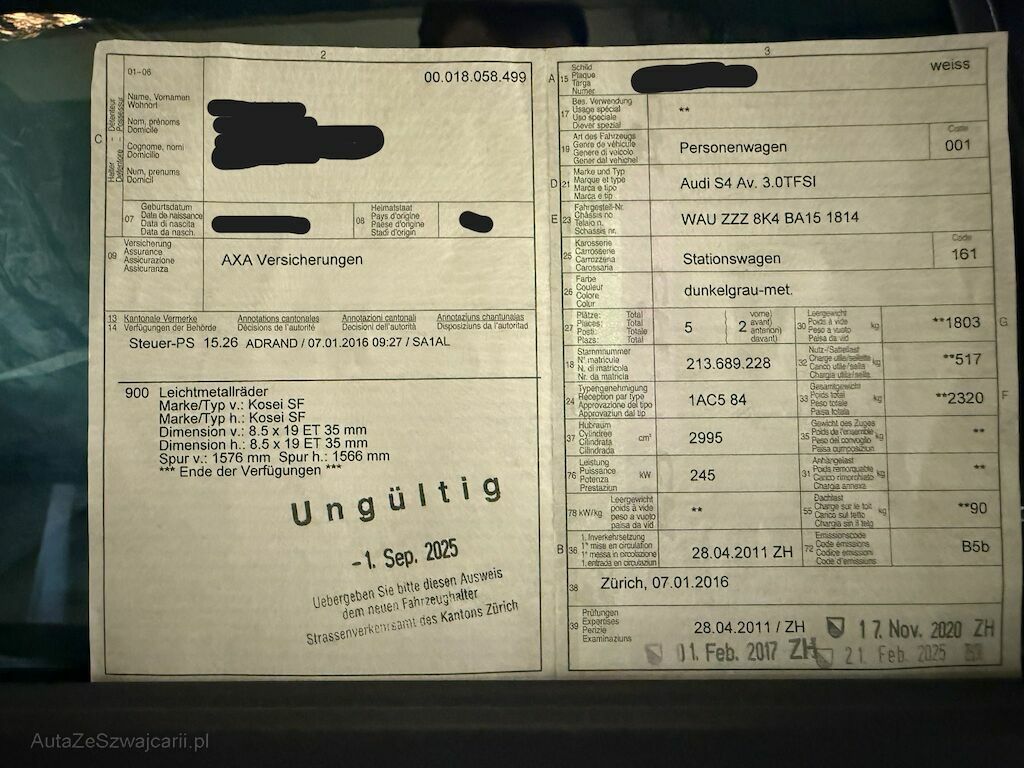 2
01-06
00.018.058.499
C
Halter – Détenteur
Detentore – Possessur
Name, Vornamen
Wohnort
Nom, prénoms
Domicile
Cognome, nomi
Domicilio
Num, prenums
Domicil
07
Geburtsdatum
Date de naissance
Data di nascita
Data da nasch.
08
Heimatstaat
Pays d'origine
Paese d'origine
Stadi d'origin
09
Versicherung
Assurance
Assicurazione
Assicuranza
AXA Versicherungen
13 Kantonale Vermerke Annotations cantonales Annotazioni cantonali Annotaziuns chantunalas
14 Verfügungen der Behörde Décisions de l'autorité Decisioni dell'autorità Disposiziuns da l'autoritad
Steuer-PS 15.26 ADRAND / 07.01.2016 09:27 / SA1AL
900 Leichtmetallräder
Marke/Typ v.: Kosei SF
Marke/Typ h.: Kosei SF
Dimension v.: 8.5 x 19 ET 35 mm
Dimension h.: 8.5 x 19 ET 35 mm
Spur v.: 1576 mm Spur h.: 1566 mm
*** Ende der Verfügungen ***
Ungültig
-1. Sep. 2025
Uebergeben Sie bitte diesen Ausweis
dem neuen Fahrzeughalter
Strassenverkehrsamt des Kantons Zürich
3
A 15
Schild
Plaque
Targa
Numer
weiss
17
Bes. Verwendung
Usage spécial
Uso speciale
Diever spezial
**
19
Art des Fahrzeugs
Genre de véhicule
Genere di veicolo
Gener dal vehichel
Personenwagen
Code
001
D 21
Marke und Typ
Marque et type
Marca e tipo
Marca e tip
Audi S4 Av. 3.0TFSI
E 23
Fahrgestell-Nr.
Châssis no
Telaio n.
Schassis nr.
WAU ZZZ 8K4 BA15 1814
25
Karosserie
Carrosserie
Carrozzeria
Carossaria
Stationswagen
Code
161
26
Farbe
Couleur
Colore
Colur
dunkelgrau-met.
27
Plätze: Total
Places: Total
Posti: Totale
Plazs: Total
5
2
vorne
avant
anteriori
davant
30
Leergewicht
Poids à vide
Peso a vuoto
Paisa da vid
kg
**1803
G
18
Stammnummer
N° matricule
N. di matricola
Nr. da matricla
213.689.228
32
Nutz-/Sattellast
Charge utile/sellette
Carico utile/sella
Chargia utila/sella
kg
**517
24
Typengenehmigung
Réception par type
Approvazione del tipo
Approvaziun dal tip
1AC5 84
33
Gesamtgewicht
Poids total
Peso totale
Paisa totala
kg
**2320
F
37
Hubraum
Cylindrée
Cilindrata
Cilindrada
cm³
2995
35
Gewicht des Zuges
Poids de l'ensemble
Peso del convoglio
Paisa cumposiziun
kg
**
76
Leistung
Puissance
Potenza
Prestaziun
kW
245
31
Anhängelast
Poids remorquable
Carico rimorchiato
Chargia annexa
kg
**
78 kW/kg
Leergewicht
poids à vide
peso a vuoto
paisa da vid
**
55
Dachlast
Charge sur le toit
Carico sul tetto
Chargia sin il tetg
kg
**90
B 36
1. Inverkehrsetzung
1re mise en circulation
1a messa in circolazione
1. entrada en circulaziun
28.04.2011 ZH
72
Emissionscode
Code émissions
Codice emissioni
Code d'emissiuns
B5b
38
Zürich, 07.01.2016
39
Prüfungen
Expertises
Perizie
Examinaziuns
28.04.2011 / ZH
17. Nov. 2020 ZH
01. Feb. 2017 ZH
21. Feb. 2025
AutaZeSzwajcarii.pl